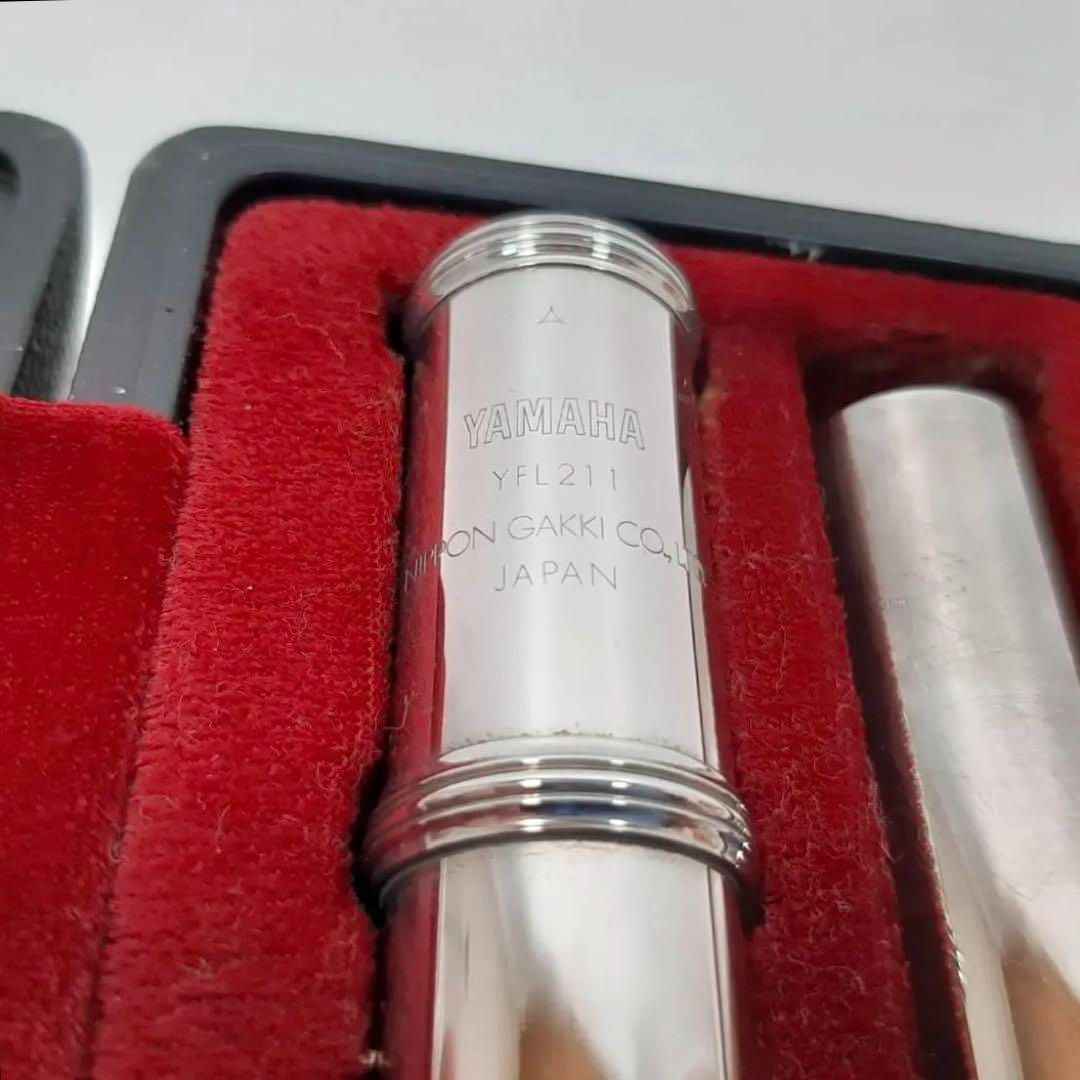 YAMAHA
YFL211
NIPPON GAKKI CO., LTD.
JAPAN